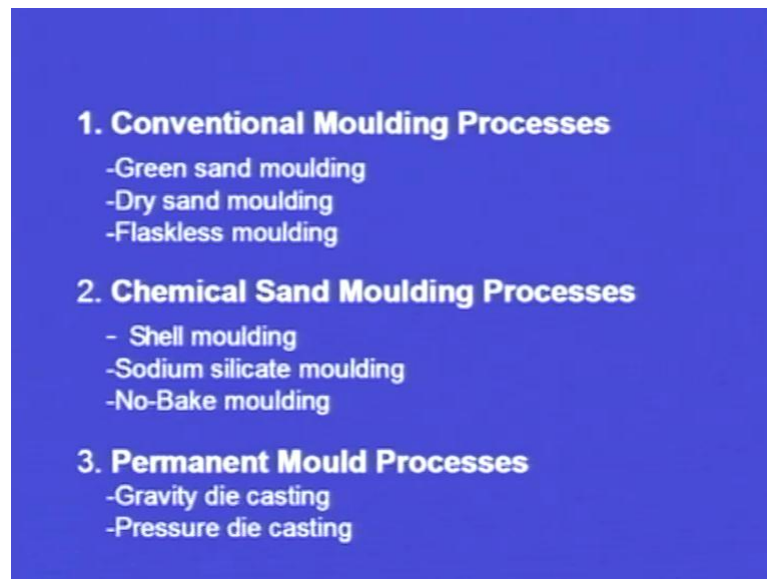 1. Conventional Moulding Processes
-Green sand moulding
-Dry sand moulding
-Flaskless moulding
2. Chemical Sand Moulding Processes
- Shell moulding
-Sodium silicate moulding
-No-Bake moulding
3. Permanent Mould Processes
-Gravity die casting
-Pressure die casting